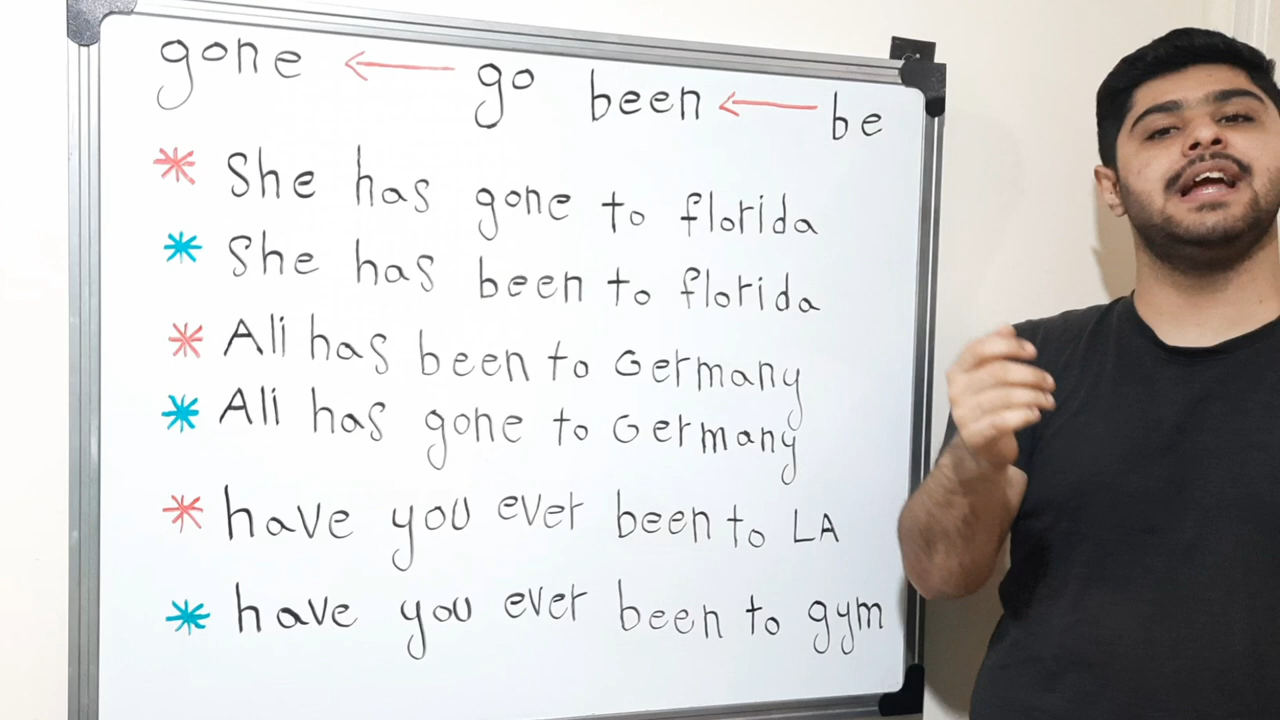 gone ← go been ← be
* She has gone to florida
* She has been to florida
* Ali has been to Germany
* Ali has gone to Germany
* have you ever been to LA
* have you ever been to gym